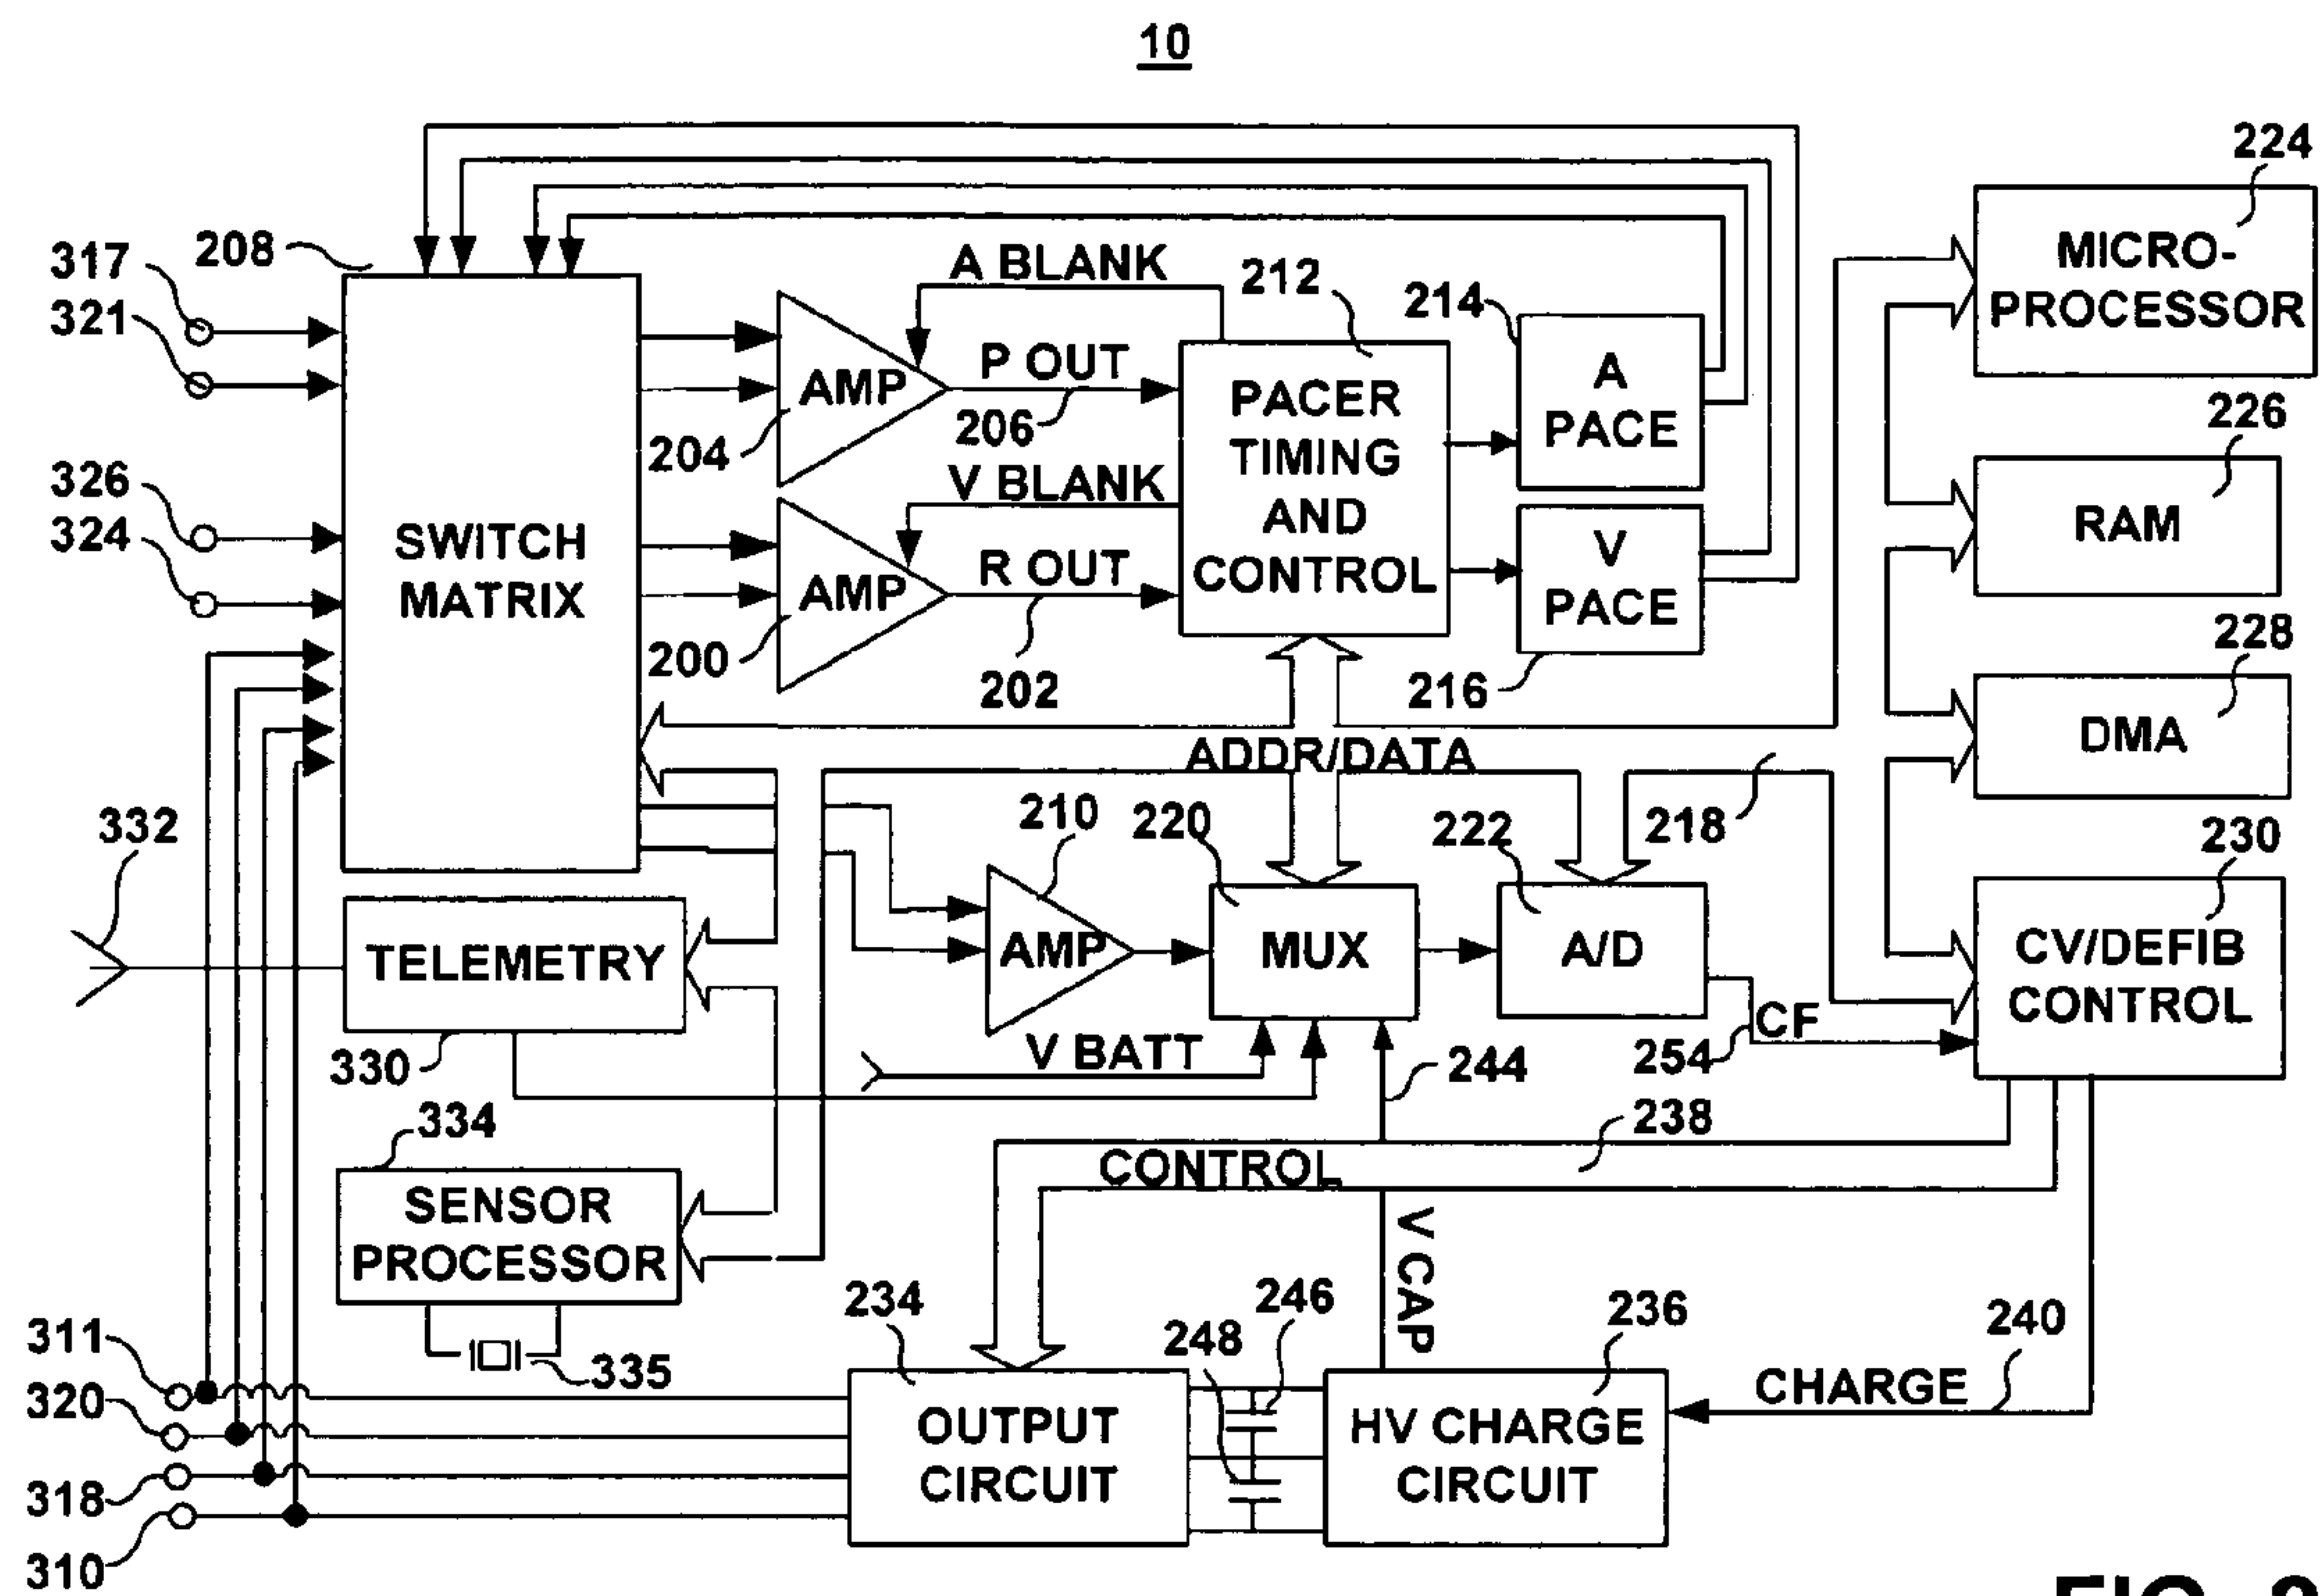 10
224
MICRO-
PROCESSOR
317
208
A BLANK
212
214
321
P OUT
AMP
206
204
PACER
TIMING
AND
CONTROL
A
PACE
226
RAM
326
324
SWITCH
MATRIX
V BLANK
R OUT
AMP
200
202
V
PACE
216
228
DMA
ADDR/DATA
332
210
220
222
218
230
TELEMETRY
AMP
MUX
A/D
CV/DEFIB
CONTROL
CF
254
330
V BATT
244
334
238
CONTROL
SENSOR
PROCESSOR
V CAP
234
246
248
236
240
311
335
CHARGE
320
318
310
OUTPUT
CIRCUIT
HV CHARGE
CIRCUIT